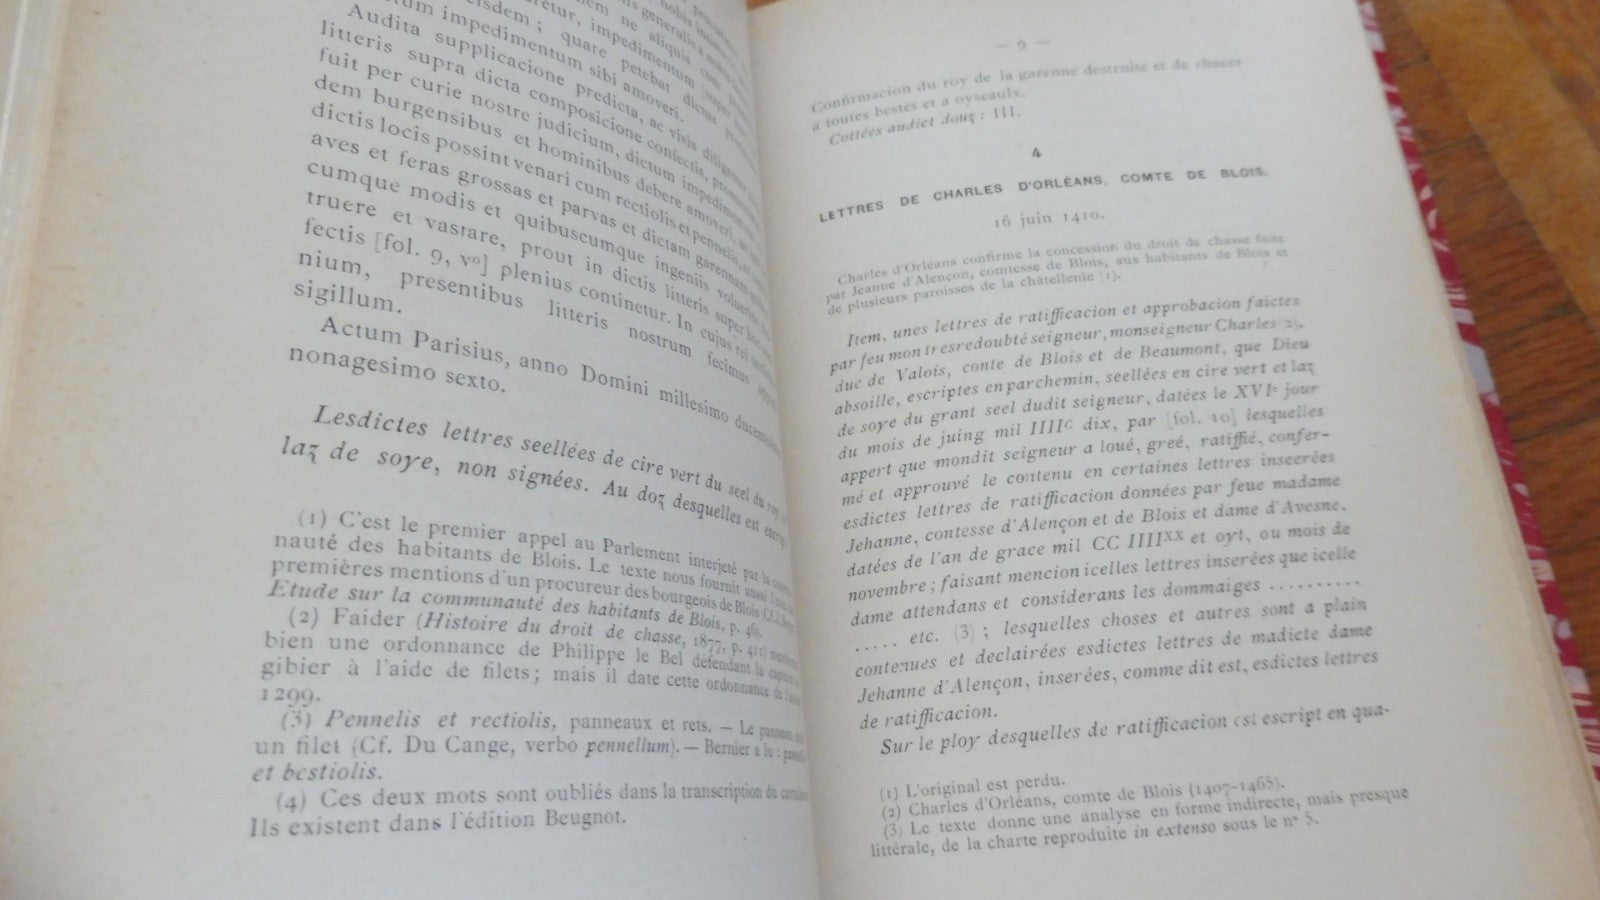 nobis
generalis a
eisdem ; quare petebat dictus
impedimentum sibi amoveri.
Audita supplicacione predicta, ac visis
litteris supra dicta composicione confectis,
fuit per curie nostre judicium, dictum
dem burgensibus et hominibus debere amoveri,
dictis locis possint venari cum rectiolis et pennelis,
aves et feras grossas et parvas et dictam garennam
cumque modis et quibuscumque ingeniis voluerint
truere et vastare, prout in dictis litteris super
fectis [fol. 9, vº] plenius continetur. In cujus rei
nium, presentibus litteris nostrum fecimus
sigillum.
Actum Parisius, anno Domini millesimo
nonagesimo sexto.
Lesdictes lettres seellées de cire vert du seel du roy
laz de soye, non signées. Au doz desquelles est escript
(1) C'est le premier appel au Parlement interjeté par la
nauté des habitants de Blois. Le texte nous fournit aussi
premières mentions d'un procureur des bourgeois de Blois
Etude sur la communauté des habitants de Blois, p. 46).
(2) Faider (Histoire du droit de chasse, 1877, p. 411)
bien une ordonnance de Philippe le Bel défendant la
gibier à l'aide de filets ; mais il date cette ordonnance de
1299.
(3) Pennelis et rectiolis, panneaux et rets. — Le panneau
un filet (Cf. Du Cange, verbo pennellum). — Bernier a lu :
et bestiolis.
(4) Ces deux mots sont oubliés dans la transcription du
Ils existent dans l'édition Beugnot.
— 9 —
Confirmacion du roy de la garenne destruite et de chacer
a toutes bestes et a oyseaulx.
Cottées audict douz : III.
4
LETTRES DE CHARLES D'ORLÉANS, COMTE DE BLOIS.
16 juin 1410.
Charles d'Orléans confirme la concession du droit de chasse faite
par Jeanne d'Alençon, comtesse de Blois, aux habitants de Blois et
de plusieurs paroisses de la châtellenie (1).
Item, unes lettres de ratifficacion et approbacion faictes
par feu mon tresredoubté seigneur, monseigneur Charles (2),
duc de Valois, conte de Blois et de Beaumont, que Dieu
absoille, escriptes en parchemin, seellées en cire vert et laz
de soye du grant seel dudit seigneur, datées le XVIe jour
du mois de juing mil IIIIC dix, par [fol. 10] lesquelles
appert que mondit seigneur a loué, greé, ratiffié, confer-
mé et approuvé le contenu en certaines lettres inseerées
esdictes lettres de ratifficacion données par feue madame
Jehanne, contesse d'Alençon et de Blois et dame d'Avesne,
datées de l'an de grace mil CC IIIIXX et oyt, ou mois de
novembre ; faisant mencion icelles lettres inserées que icelle
dame attendans et considerans les dommaiges ..........
..... etc. (3) ; lesquelles choses et autres sont a plain
contenues et declairées esdictes lettres de madicte dame
Jehanne d'Alençon, inserées, comme dit est, esdictes lettres
de ratifficacion.
Sur le ploy desquelles de ratifficacion est escript en qua-
(1) L'original est perdu.
(2) Charles d'Orléans, comte de Blois (1407-1465).
(3) Le texte donne une analyse en forme indirecte, mais presque
littérale, de la charte reproduite in extenso sous le nº 5.